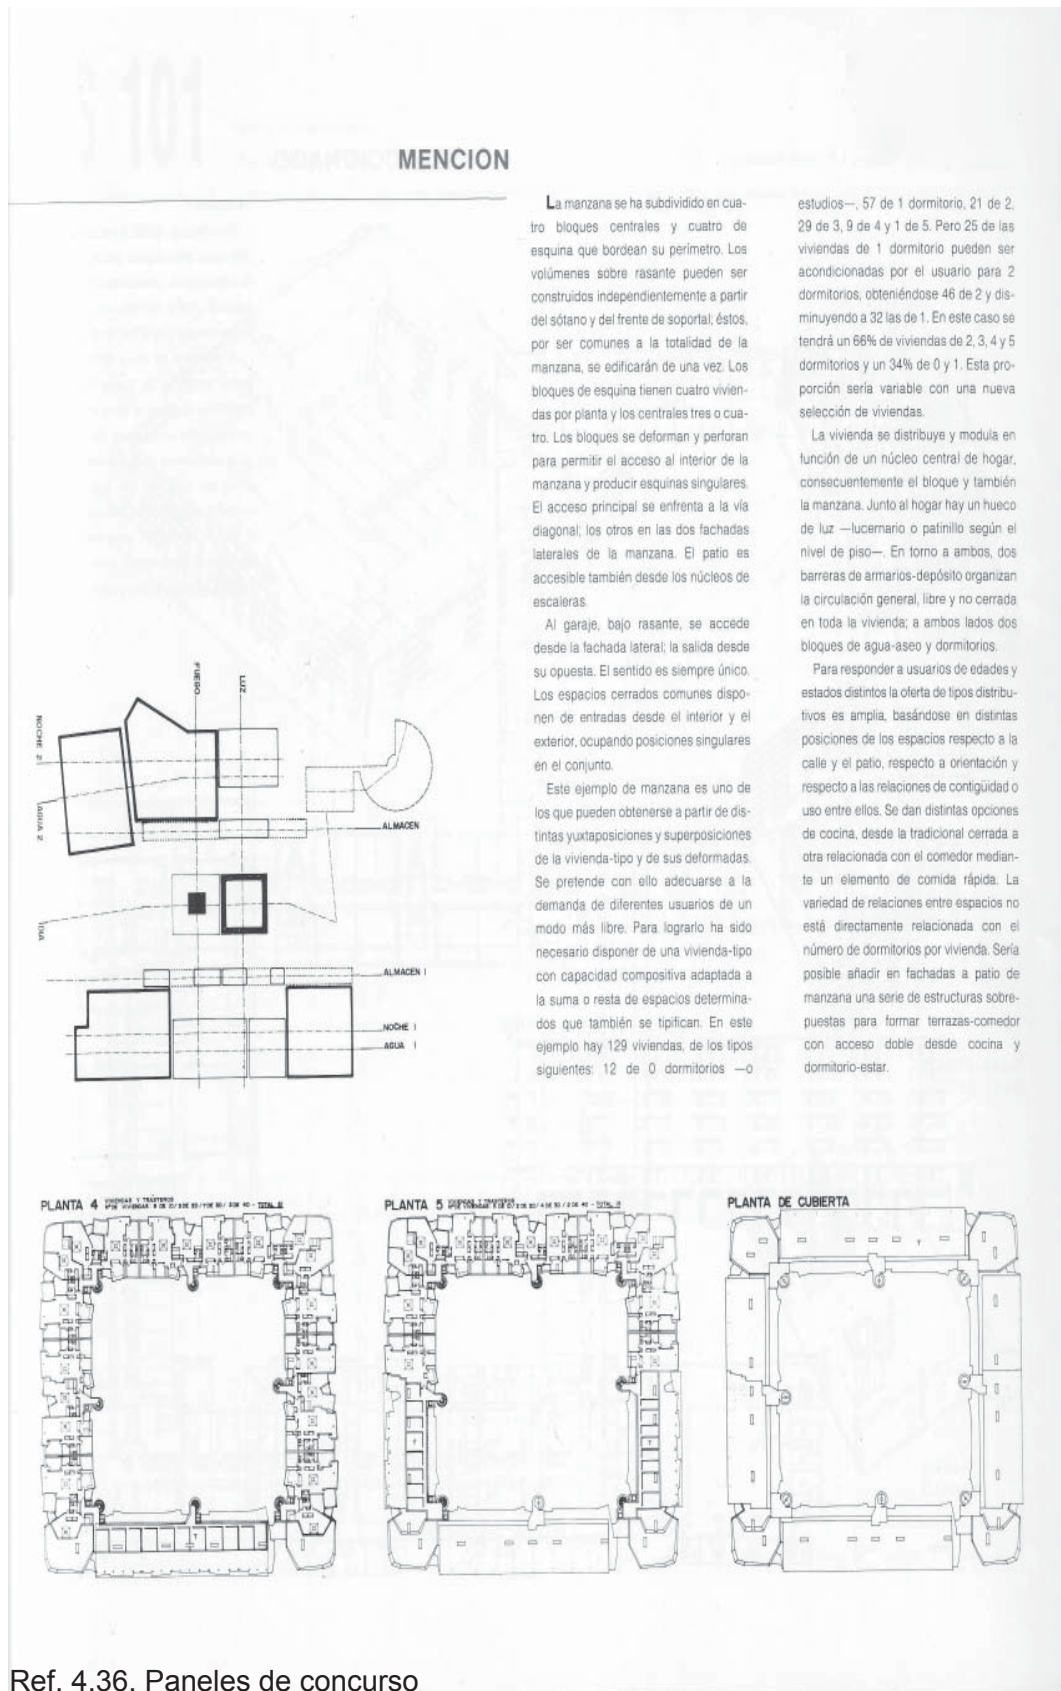 MENCION
La manzana se ha subdividido en cua-
tro bloques centrales y cuatro de
esquina que bordean su perímetro. Los
volúmenes sobre rasante pueden ser
construidos independientemente a partir
del sótano y del frente de soportal; éstos,
por ser comunes a la totalidad de la
manzana, se edificarán de una vez. Los
bloques de esquina tienen cuatro vivien-
das por planta y los centrales tres o cua-
tro. Los bloques se deforman y perforan
para permitir el acceso al interior de la
manzana y producir esquinas singulares.
El acceso principal se enfrenta a la vía
diagonal; los otros en las dos fachadas
laterales de la manzana. El patio es
accesible también desde los núcleos de
escaleras.
Al garaje, bajo rasante, se accede
desde la fachada lateral; la salida desde
su opuesta. El sentido es siempre único.
Los espacios cerrados comunes dispo-
nen de entradas desde el interior y el
exterior, ocupando posiciones singulares
en el conjunto.
Este ejemplo de manzana es uno de
los que pueden obtenerse a partir de dis-
tintas yuxtaposiciones y superposiciones
de la vivienda-tipo y de sus deformadas.
Se pretende con ello adecuarse a la
demanda de diferentes usuarios de un
modo más libre. Para lograrlo ha sido
necesario disponer de una vivienda-tipo
con capacidad compositiva adaptada a
la suma o resta de espacios determina-
dos que también se tipifican. En este
ejemplo hay 129 viviendas, de los tipos
siguientes: 12 de 0 dormitorios —o
estudios—, 57 de 1 dormitorio, 21 de 2,
29 de 3, 9 de 4 y 1 de 5. Pero 25 de las
viviendas de 1 dormitorio pueden ser
acondicionadas por el usuario para 2
dormitorios, obteniéndose 46 de 2 y dis-
minuyendo a 32 las de 1. En este caso se
tendrá un 66% de viviendas de 2, 3, 4 y 5
dormitorios y un 34% de 0 y 1. Esta pro-
porción sería variable con una nueva
selección de viviendas.
La vivienda se distribuye y modula en
función de un núcleo central de hogar,
consecuentemente el bloque y también
la manzana. Junto al hogar hay un hueco
de luz —lucernario o patinillo según el
nivel de piso—. En torno a ambos, dos
barreras de armarios-depósito organizan
la circulación general, libre y no cerrada
en toda la vivienda; a ambos lados dos
bloques de agua-aseo y dormitorios.
Para responder a usuarios de edades y
estados distintos la oferta de tipos distribu-
tivos es amplia, basándose en distintas
posiciones de los espacios respecto a la
calle y el patio, respecto a orientación y
respecto a las relaciones de contigüidad o
uso entre ellos. Se dan distintas opciones
de cocina, desde la tradicional cerrada a
otra relacionada con el comedor median-
te un elemento de comida rápida. La
variedad de relaciones entre espacios no
está directamente relacionada con el
número de dormitorios por vivienda. Sería
posible añadir en fachadas a patio de
manzana una serie de estructuras sobre-
puestas para formar terrazas-comedor
con acceso doble desde cocina y
dormitorio-estar.
FUEGO
LUZ
NOCHE 2
AGUA 2
ALMACEN
DIA
ALMACEN I
NOCHE I
AGUA I
PLANTA 4
VIVIENDAS Y TRASTEROS
PLANTA 5
VIVIENDAS Y TRASTEROS
PLANTA DE CUBIERTA
Ref. 4.36. Paneles de concurso